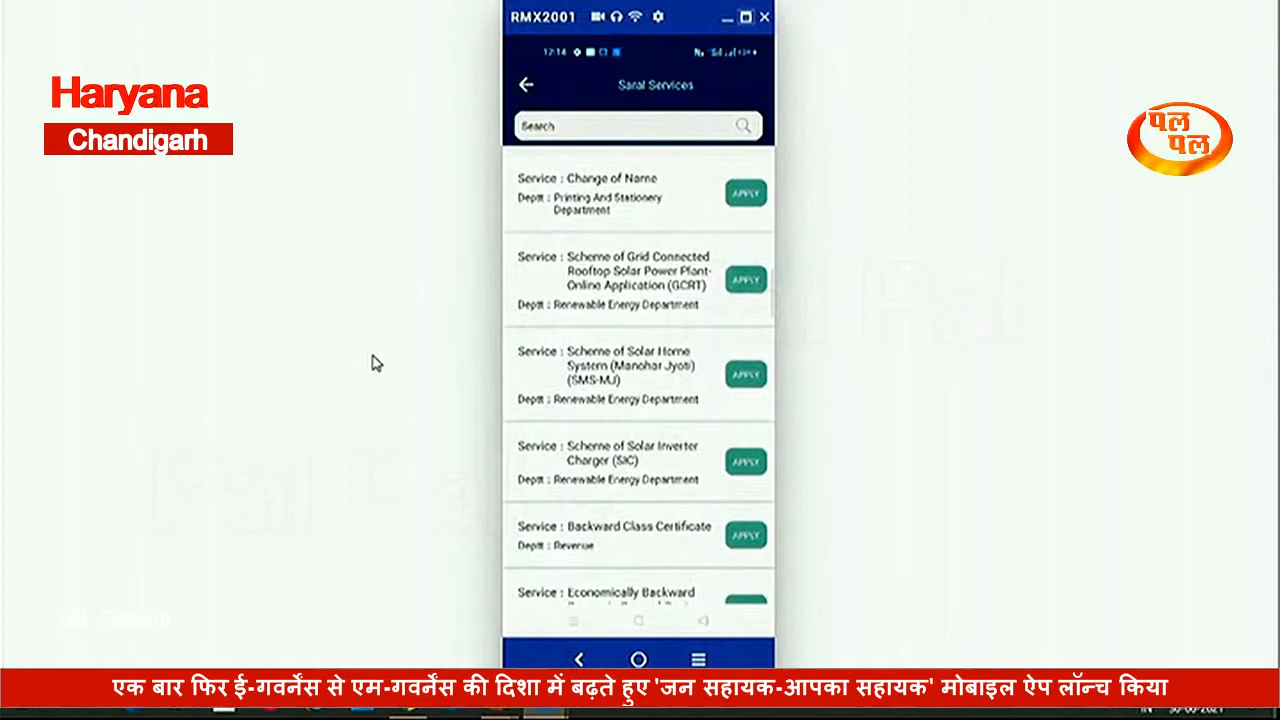 RMX2001
12:14
Saral Services
Search
Haryana
Chandigarh
पल
पल
Service : Change of Name
Deptt : Printing And Stationery
Department
APPLY
Service : Scheme of Grid Connected
Rooftop Solar Power Plant-
Online Application (GCRT)
Deptt : Renewable Energy Department
APPLY
Service : Scheme of Solar Home
System (Manohar Jyoti)
(SMS-MJ)
Deptt : Renewable Energy Department
APPLY
Service : Scheme of Solar Inverter
Charger (SIC)
Deptt : Renewable Energy Department
APPLY
Service : Backward Class Certificate
Deptt : Revenue
APPLY
Service : Economically Backward
एक बार फिर ई-गवर्नेंस से एम-गवर्नेंस की दिशा में बढ़ते हुए 'जन सहायक-आपका सहायक' मोबाइल ऐप लॉन्च किया